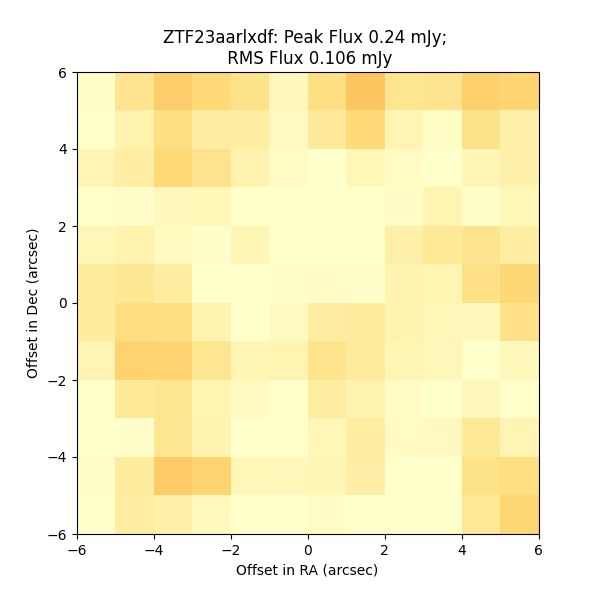 ZTF23aarlxdf: Peak Flux 0.24 mJy;
RMS Flux 0.106 mJy
6
4
2
0
−2
−4
−6
Offset in Dec (arcsec)
−6 −4 −2 0 2 4 6
Offset in RA (arcsec)